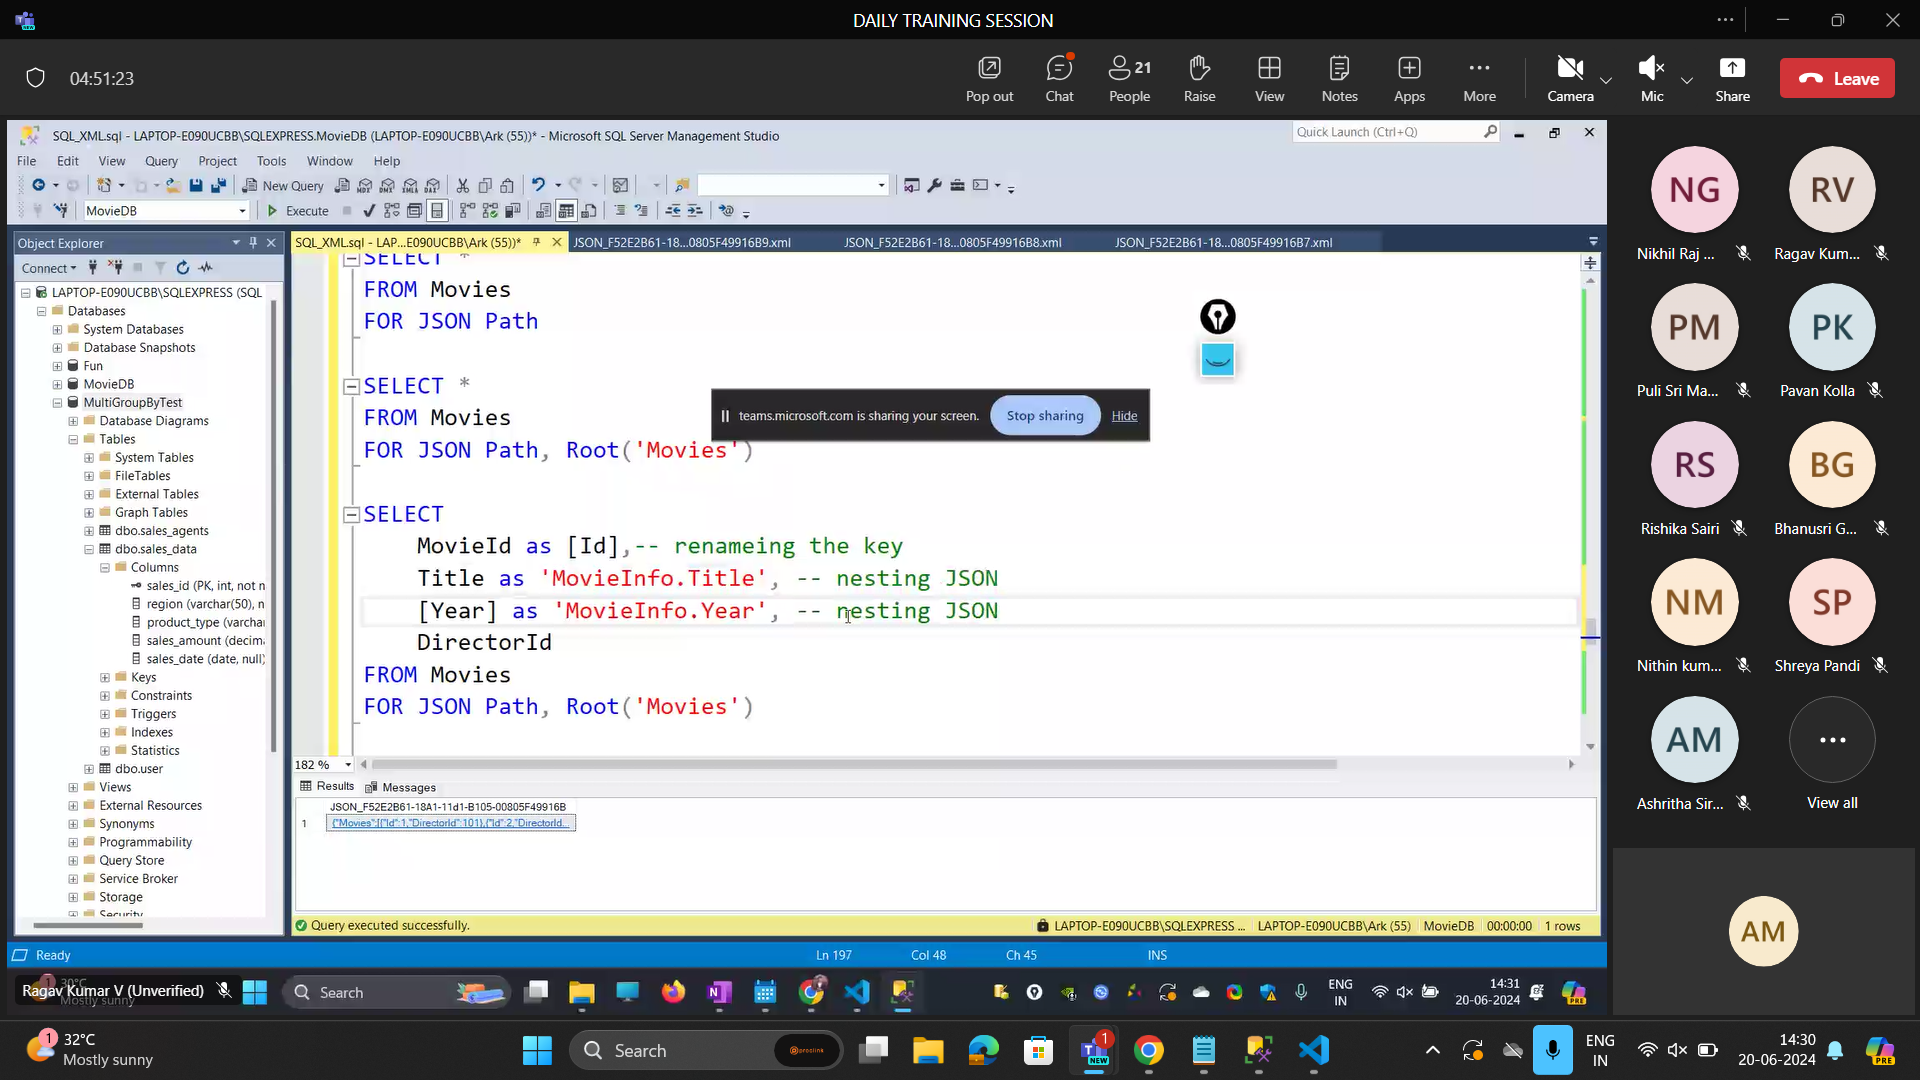 DAILY TRAINING SESSION
04:51:23
Pop out
Chat
21
People
Raise
View
Notes
Apps
More
Camera
Mic
Share
Leave
SQL_XML.sql - LAPTOP-E090UCBB\SQLEXPRESS.MovieDB (LAPTOP-E090UCBB\Ark (55))* - Microsoft SQL Server Management Studio
Quick Launch (Ctrl+Q)
File Edit View Query Project Tools Window Help
New Query
MovieDB
Execute
Object Explorer
Connect
LAPTOP-E090UCBB\SQLEXPRESS (SQL
Databases
System Databases
Database Snapshots
Fun
MovieDB
MultiGroupByTest
Database Diagrams
Tables
System Tables
FileTables
External Tables
Graph Tables
dbo.sales_agents
dbo.sales_data
Columns
sales_id (PK, int, not n
region (varchar(50), n
product_type (varchar
sales_amount (decim
sales_date (date, null)
Keys
Constraints
Triggers
Indexes
Statistics
dbo.user
Views
External Resources
Synonyms
Programmability
Query Store
Service Broker
Storage
Security
SQL_XML.sql - LAP...E090UCBB\Ark (55))*
JSON_F52E2B61-18...0805F49916B9.xml
JSON_F52E2B61-18...0805F49916B8.xml
JSON_F52E2B61-18...0805F49916B7.xml
SELECT *
FROM Movies
FOR JSON Path
SELECT *
FROM Movies
FOR JSON Path, Root('Movies')
teams.microsoft.com is sharing your screen.
Stop sharing
Hide
SELECT
MovieId as [Id],-- renameing the key
Title as 'MovieInfo.Title', -- nesting JSON
[Year] as 'MovieInfo.Year', -- nesting JSON
DirectorId
FROM Movies
FOR JSON Path, Root('Movies')
182 %
Results
Messages
JSON_F52E2B61-18A1-11d1-B105-00805F49916B
1 {"Movies":[{"Id":1,"DirectorId":101},{"Id":2,"DirectorId...
Query executed successfully.
LAPTOP-E090UCBB\SQLEXPRESS ...
LAPTOP-E090UCBB\Ark (55)
MovieDB
00:00:00
1 rows
Ready
Ln 197
Col 48
Ch 45
INS
30°C
Mostly sunny
Ragav Kumar V (Unverified)
Search
ENG
IN
14:31
20-06-2024
PRE
NG
Nikhil Raj ...
RV
Ragav Kum...
PM
Puli Sri Ma...
PK
Pavan Kolla
RS
Rishika Sairi
BG
Bhanusri G...
NM
Nithin kum...
SP
Shreya Pandi
AM
Ashritha Sir...
View all
AM
1
32°C
Mostly sunny
Search
1
NEW
ENG
IN
14:30
20-06-2024
PRE